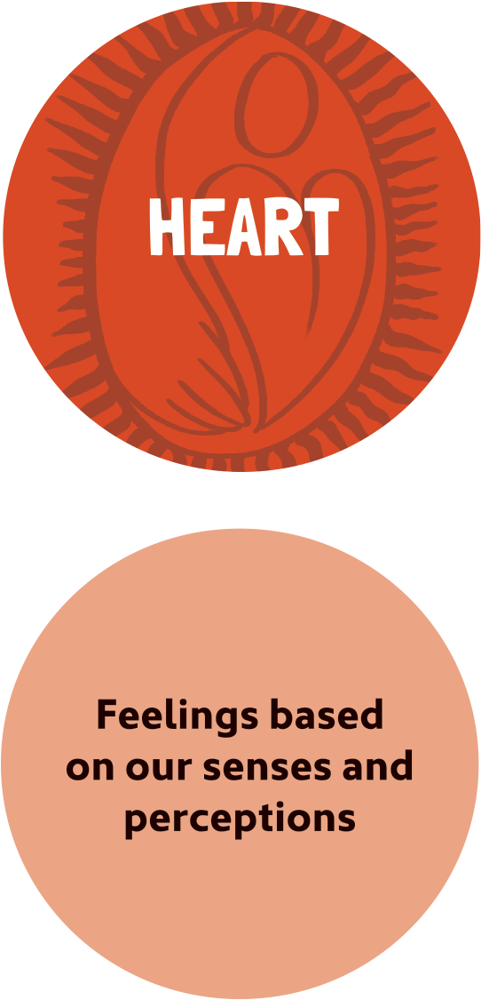 HEART
Feelings based
on our senses and
perceptions